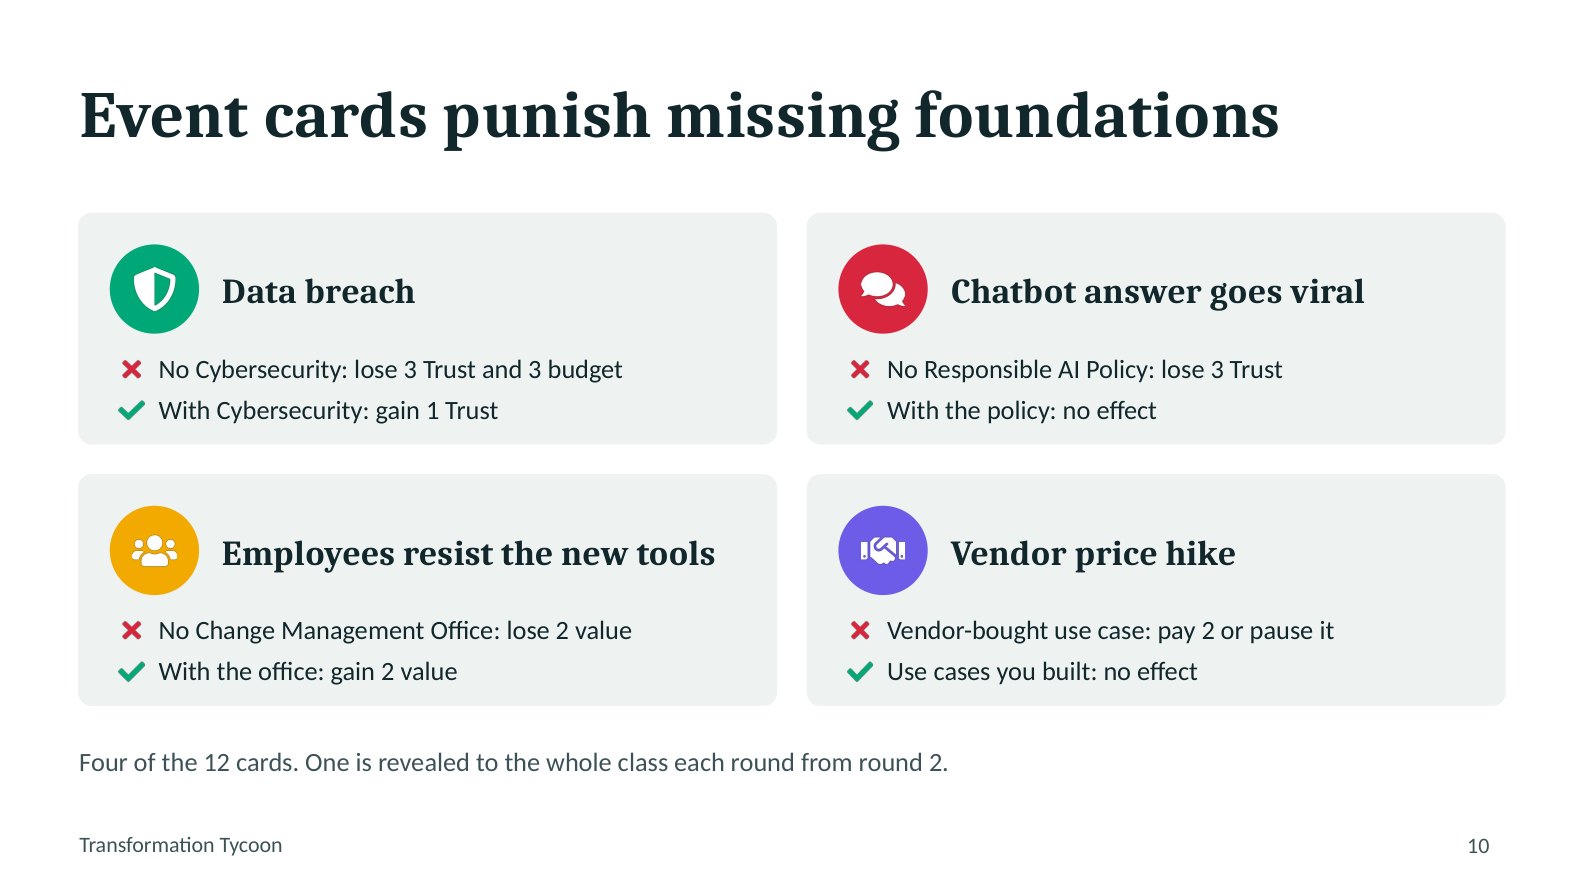 Event cards punish missing foundations
Data breach
No Cybersecurity: lose 3 Trust and 3 budget
With Cybersecurity: gain 1 Trust
Chatbot answer goes viral
No Responsible AI Policy: lose 3 Trust
With the policy: no effect
Employees resist the new tools
No Change Management Office: lose 2 value
With the office: gain 2 value
Vendor price hike
Vendor-bought use case: pay 2 or pause it
Use cases you built: no effect
Four of the 12 cards. One is revealed to the whole class each round from round 2.
Transformation Tycoon
10